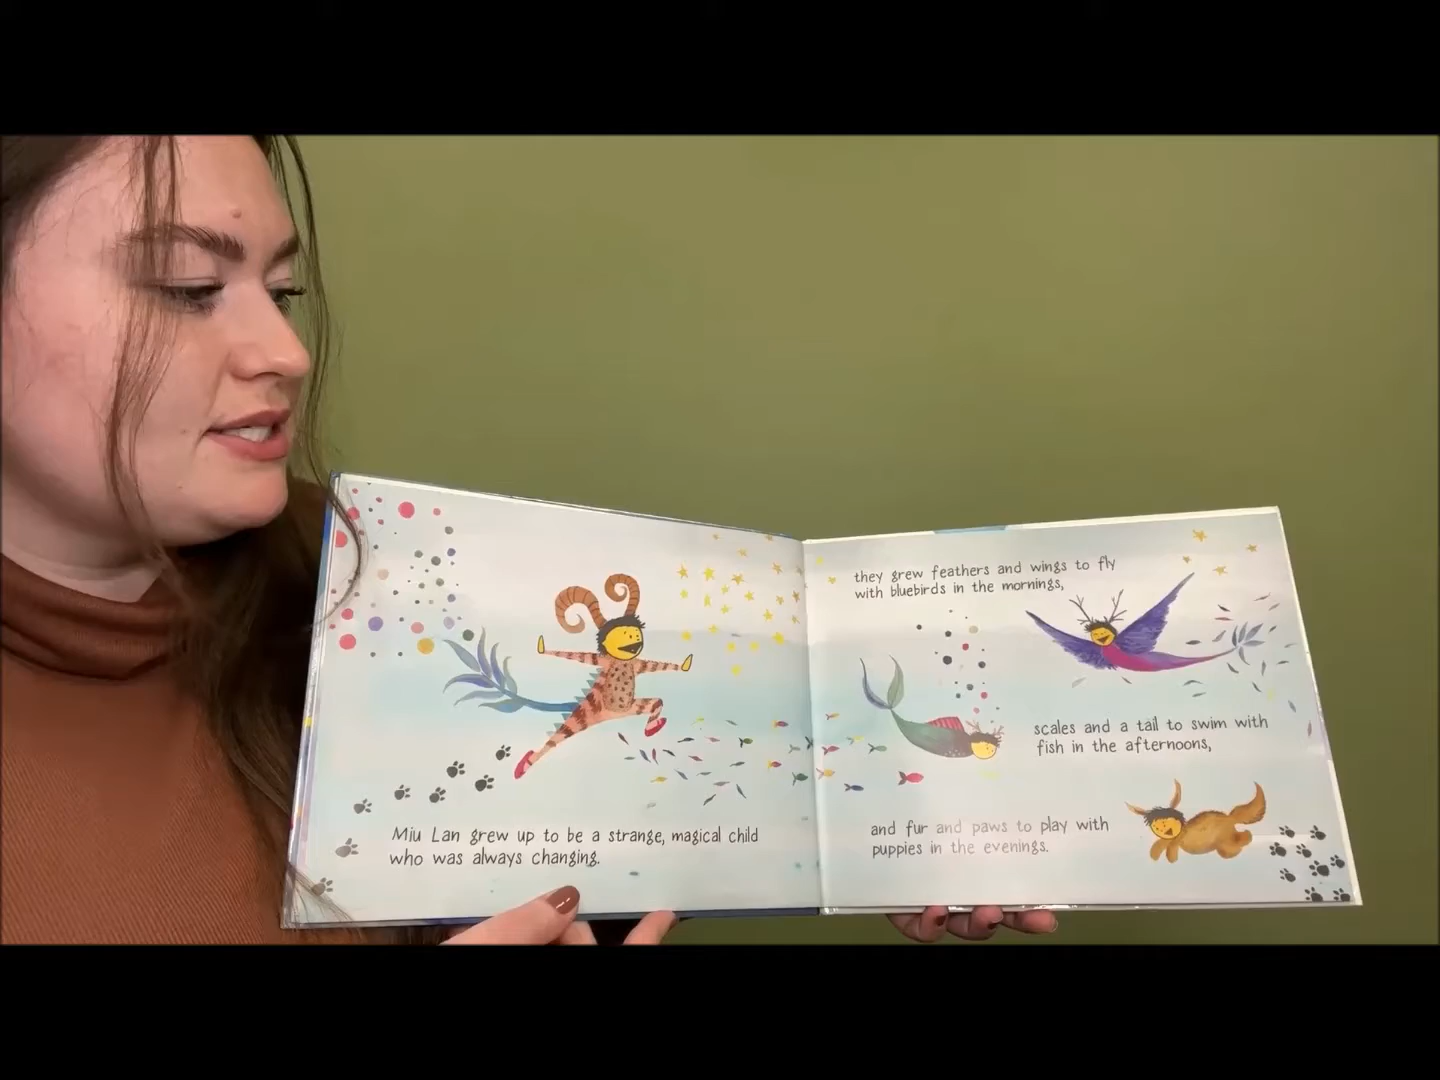 Miu Lan grew up to be a strange, magical child
who was always changing.
they grew feathers and wings to fly
with bluebirds in the mornings,
scales and a tail to swim with
fish in the afternoons,
and fur and paws to play with
puppies in the evenings.